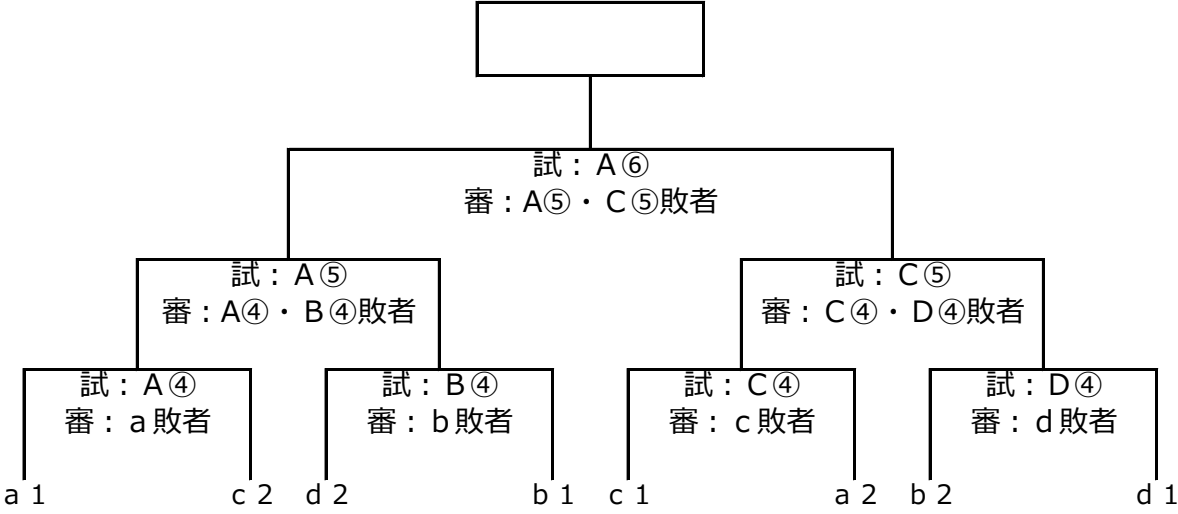 試：Ａ⑥
審：A⑤・Ｃ⑤敗者
試：Ａ⑤
審：A④・Ｂ④敗者
試：Ｃ⑤
審：Ｃ④・Ｄ④敗者
試：Ａ④
審：ａ敗者
試：Ｂ④
審：ｂ敗者
試：Ｃ④
審：ｃ敗者
試：Ｄ④
審：ｄ敗者
ａ１　ｃ２　ｄ２　ｂ１　ｃ１　ａ２　ｂ２　ｄ１